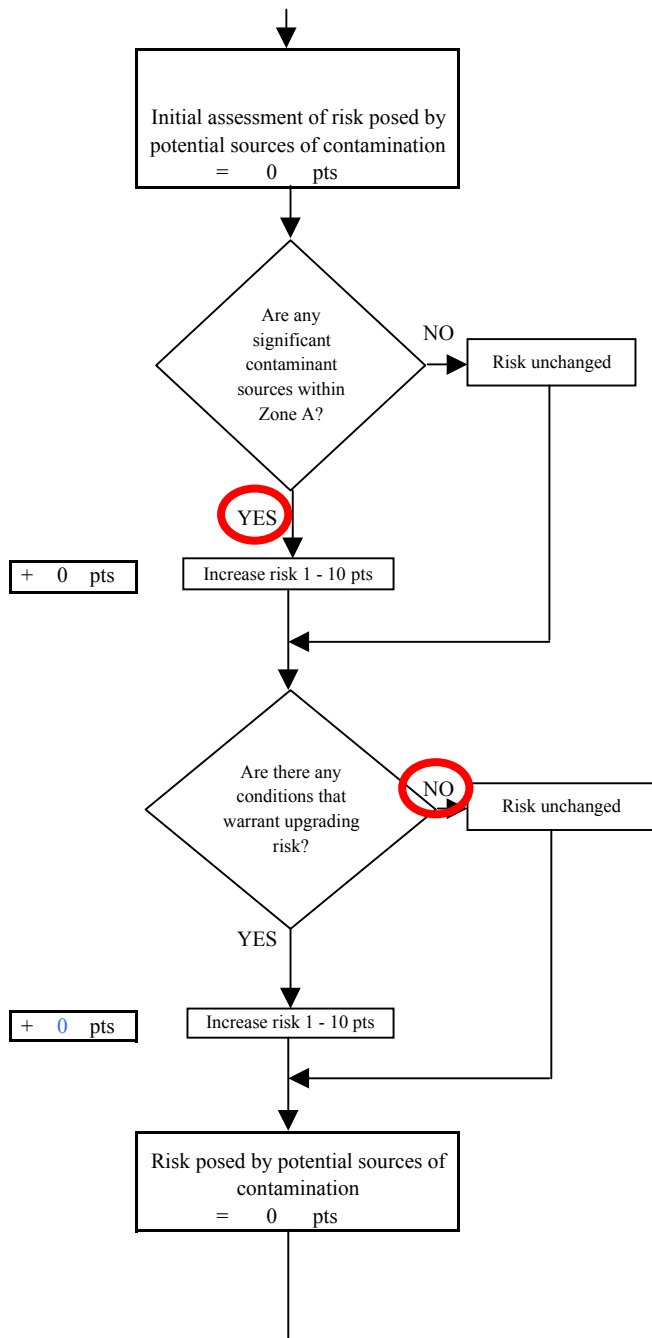 Initial assessment of risk posed by
potential sources of contamination
= 0 pts
Are any
significant
contaminant
sources within
Zone A?
NO
Risk unchanged
YES
+ 0 pts
Increase risk 1 - 10 pts
Are there any
conditions that
warrant upgrading
risk?
NO
Risk unchanged
YES
+ 0 pts
Increase risk 1 - 10 pts
Risk posed by potential sources of
contamination
= 0 pts